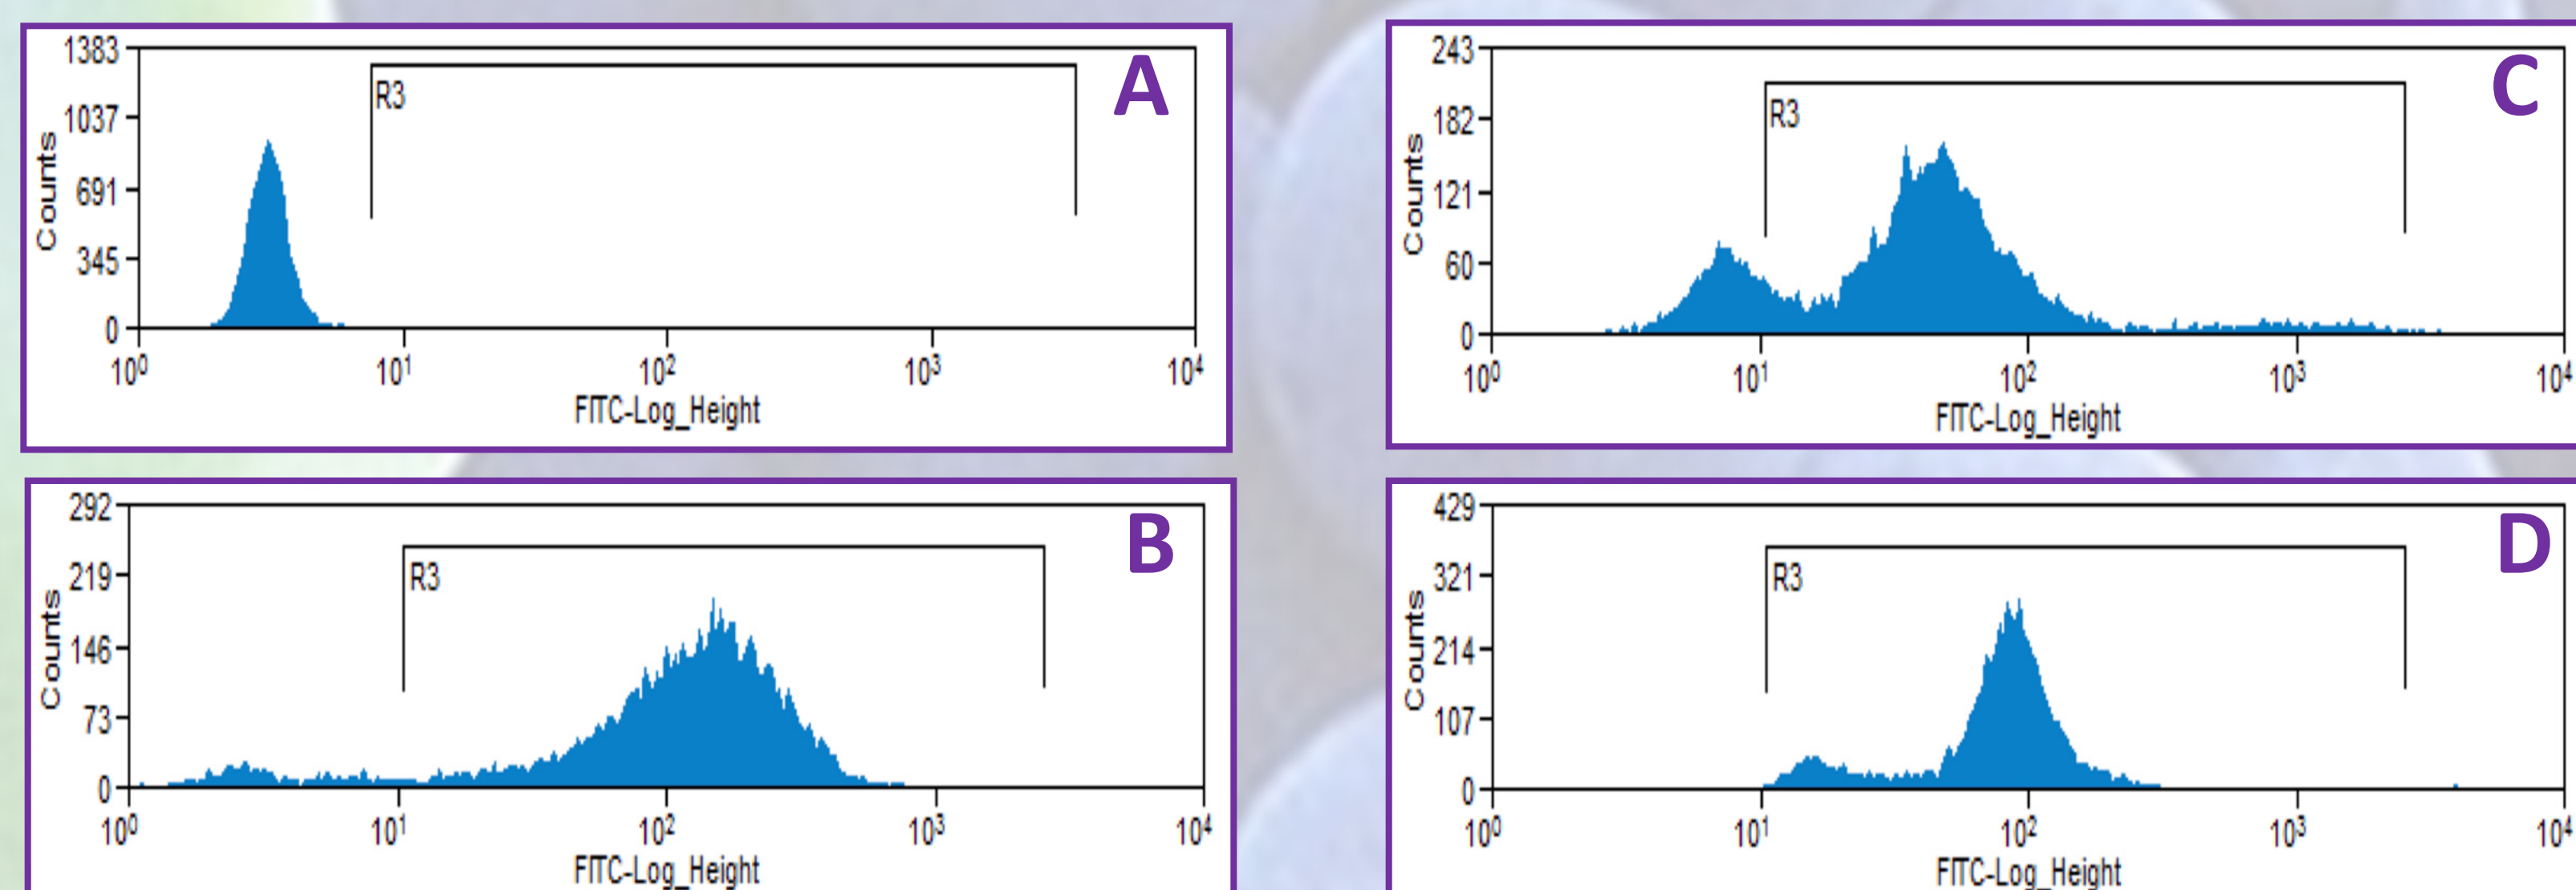 A
1383
1037
691
345
0
Counts
R3
10⁰ 10¹ 10² 10³ 10⁴
FITC-Log_Height
C
243
182
121
60
0
Counts
R3
10⁰ 10¹ 10² 10³ 10⁴
FITC-Log_Height
B
292
219
146
73
0
Counts
R3
10⁰ 10¹ 10² 10³ 10⁴
FITC-Log_Height
D
429
321
214
107
0
Counts
R3
10⁰ 10¹ 10² 10³ 10⁴
FITC-Log_Height